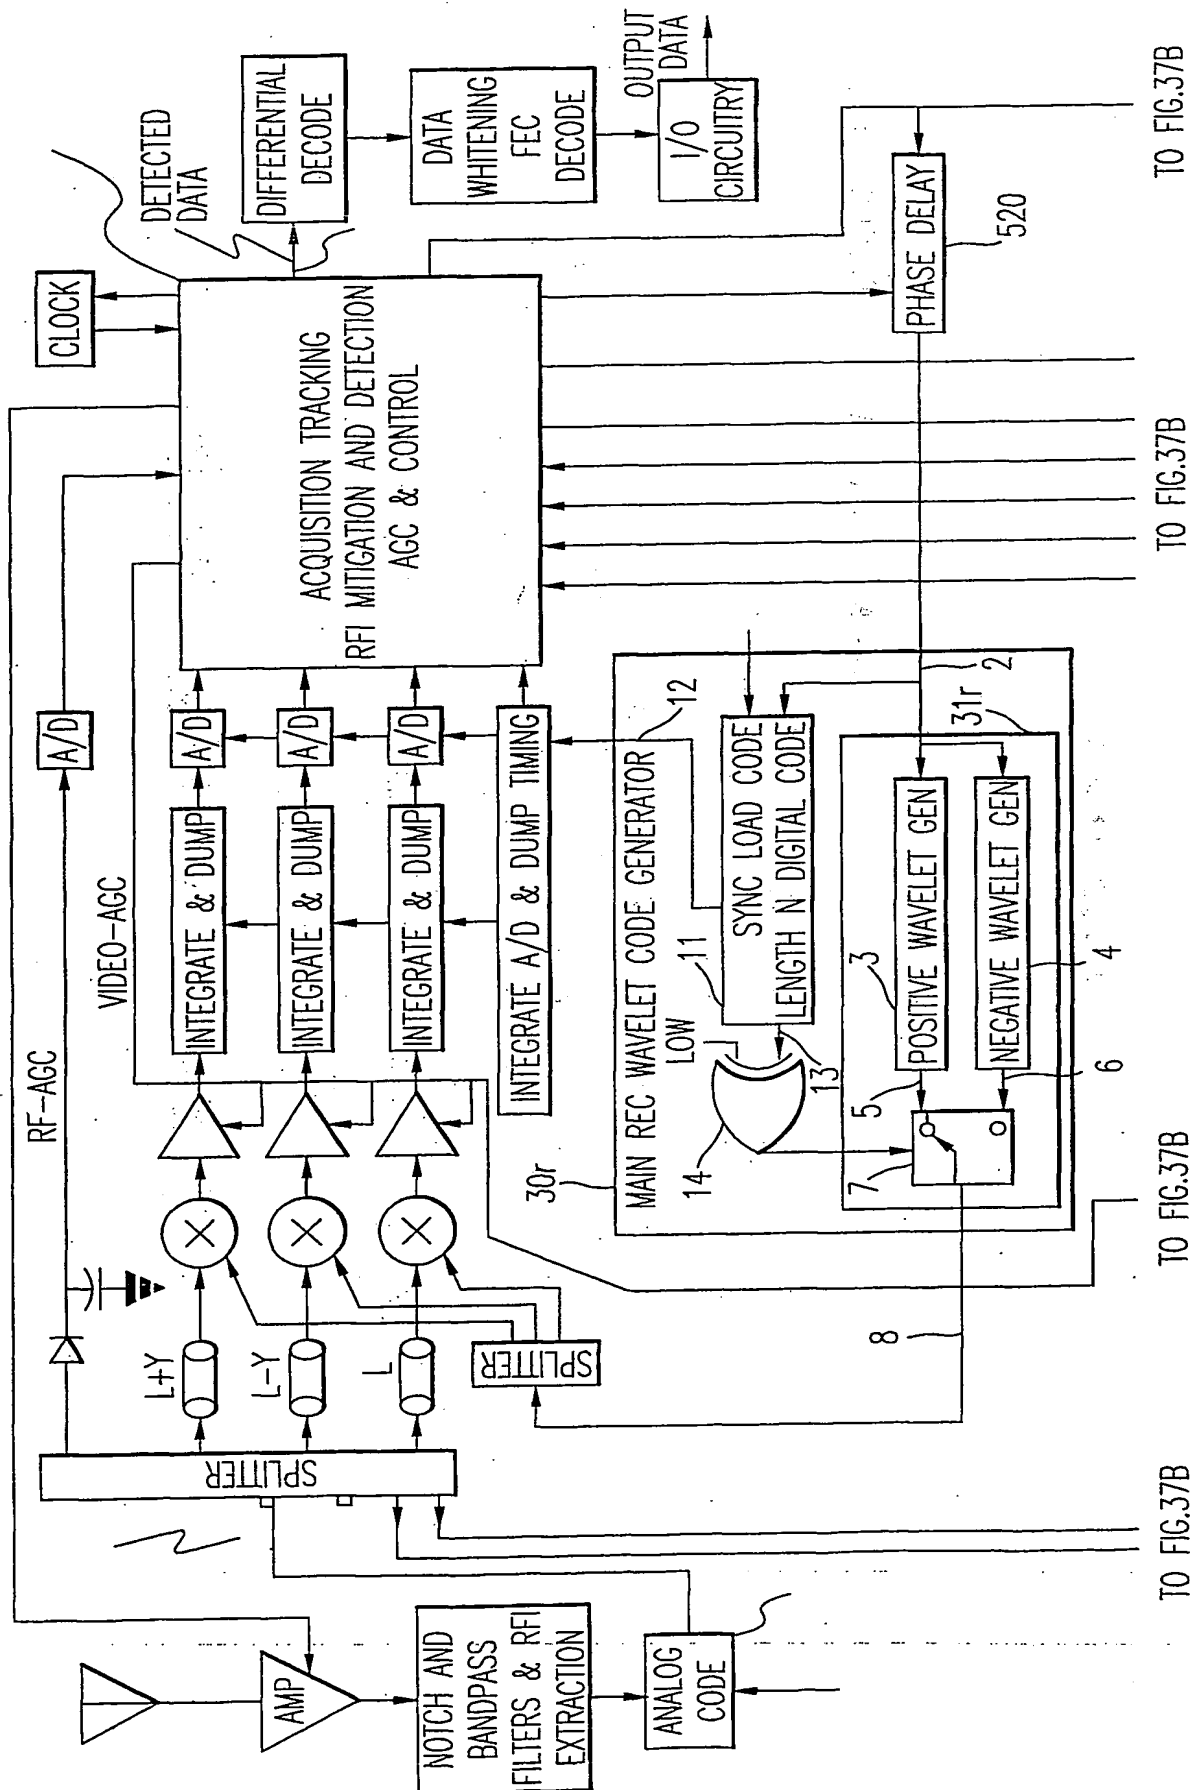 AMP
NOTCH AND
BANDPASS
FILTERS & RFI
EXTRACTION
ANALOG
CODE
SPLITTER
RF-AGC
VIDEO-AGC
L+Y
L-Y
L
SPLITTER
A/D
CLOCK
INTEGRATE & DUMP
A/D
INTEGRATE & DUMP
A/D
INTEGRATE & DUMP
A/D
INTEGRATE A/D & DUMP TIMING
ACQUISITION TRACKING
RFI MITIGATION AND DETECTION
AGC & CONTROL
DETECTED
DATA
DIFFERENTIAL
DECODE
DATA
WHITENING
FEC
DECODE
OUTPUT
DATA
I/O
CIRCUITRY
30r
MAIN REC WAVELET CODE GENERATOR
12
14
LOW
11
SYNC LOAD CODE
LENGTH N DIGITAL CODE
13
2
31r
3
POSITIVE WAVELET GEN
5
7
NEGATIVE WAVELET GEN
6
4
8
PHASE DELAY
520
TO FIG.37B
TO FIG.37B
TO FIG.37B
TO FIG.37B